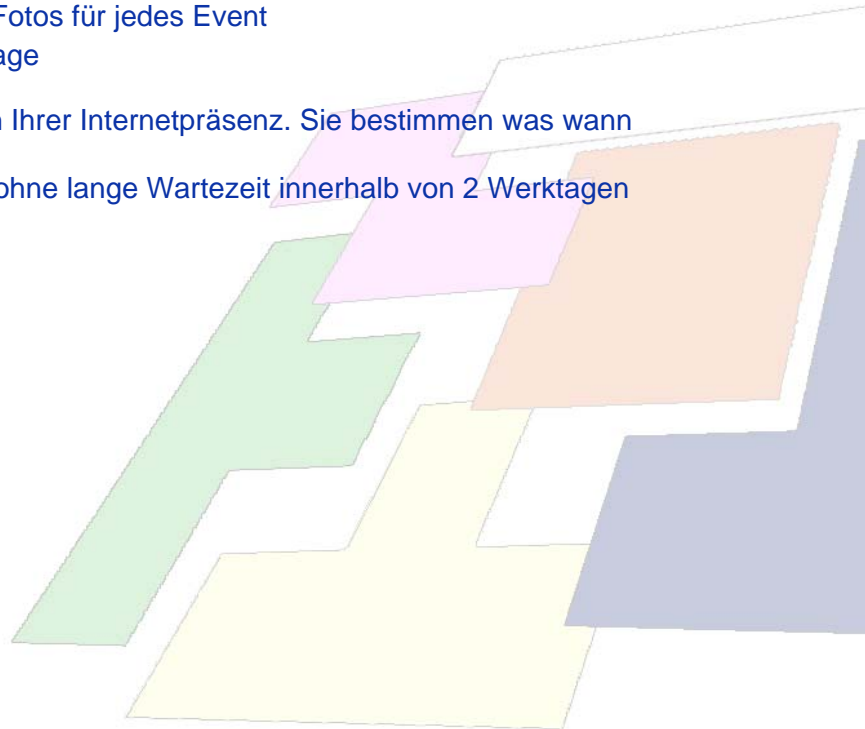 Fotos für jedes Event
age
Ihrer Internetpräsenz. Sie bestimmen was wann
ohne lange Wartezeit innerhalb von 2 Werktagen